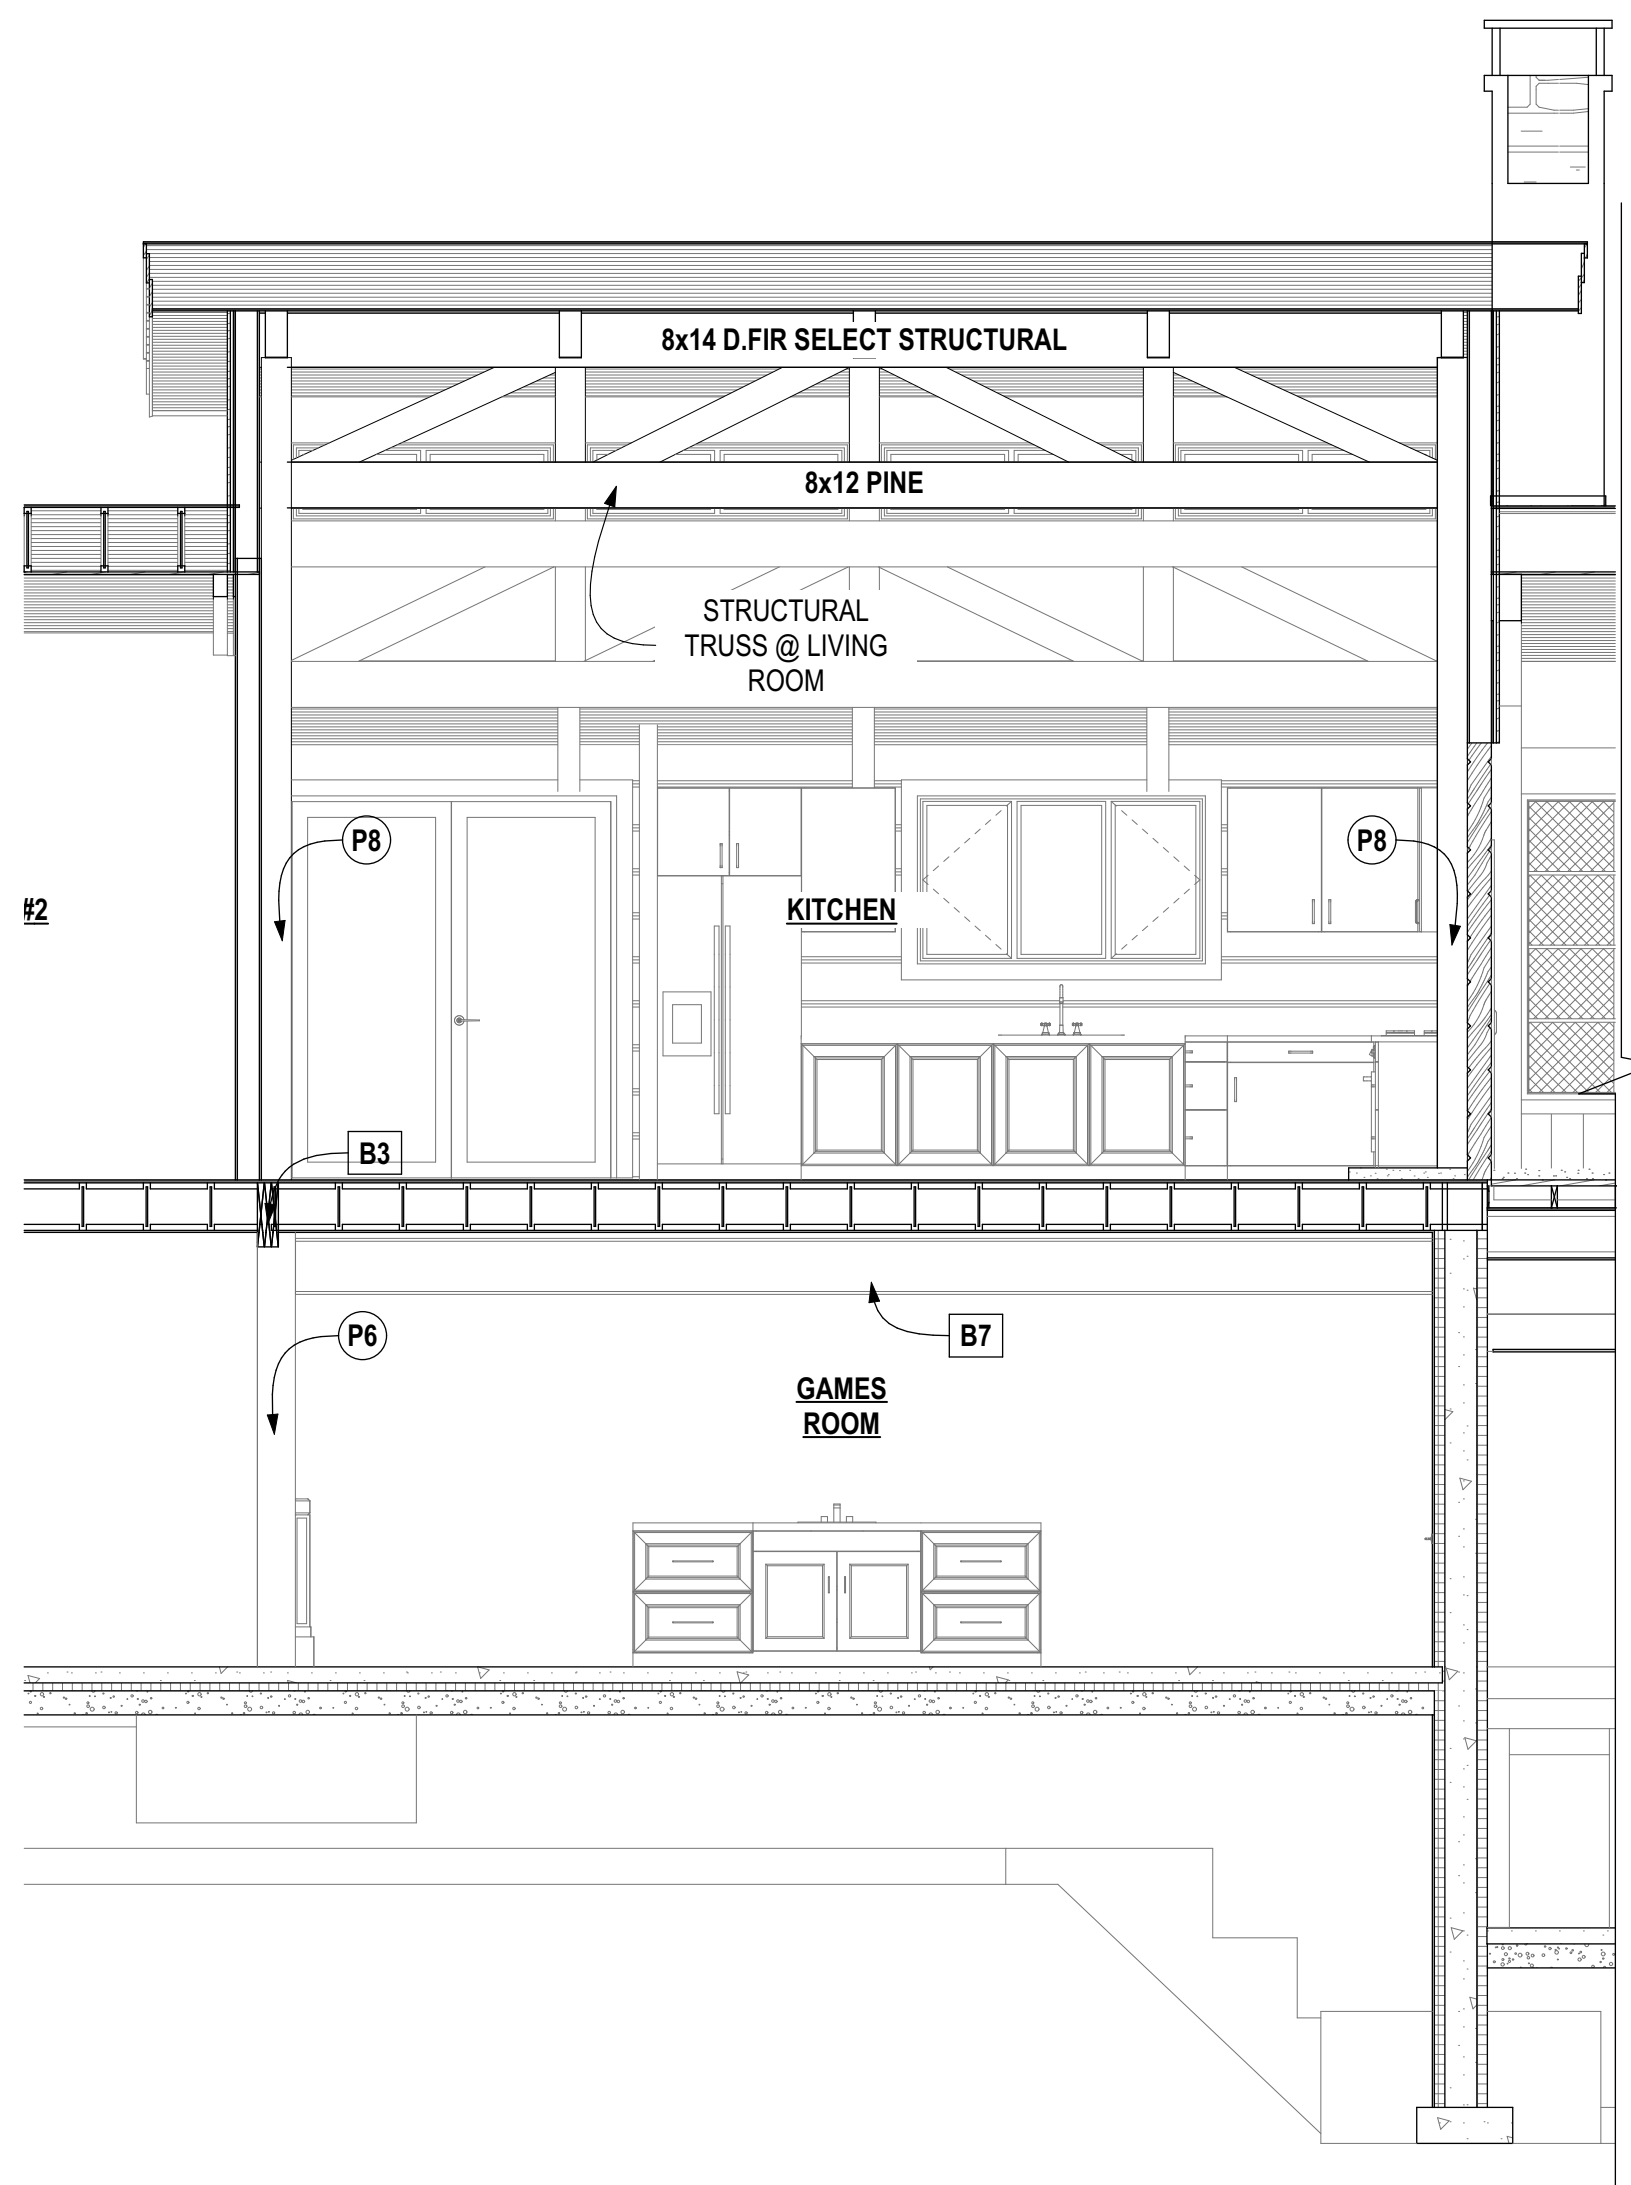 8x14 D.FIR SELECT STRUCTURAL
8x12 PINE
STRUCTURAL
TRUSS @ LIVING
ROOM
P8
P8
#2
KITCHEN
B3
P6
B7
GAMES
ROOM